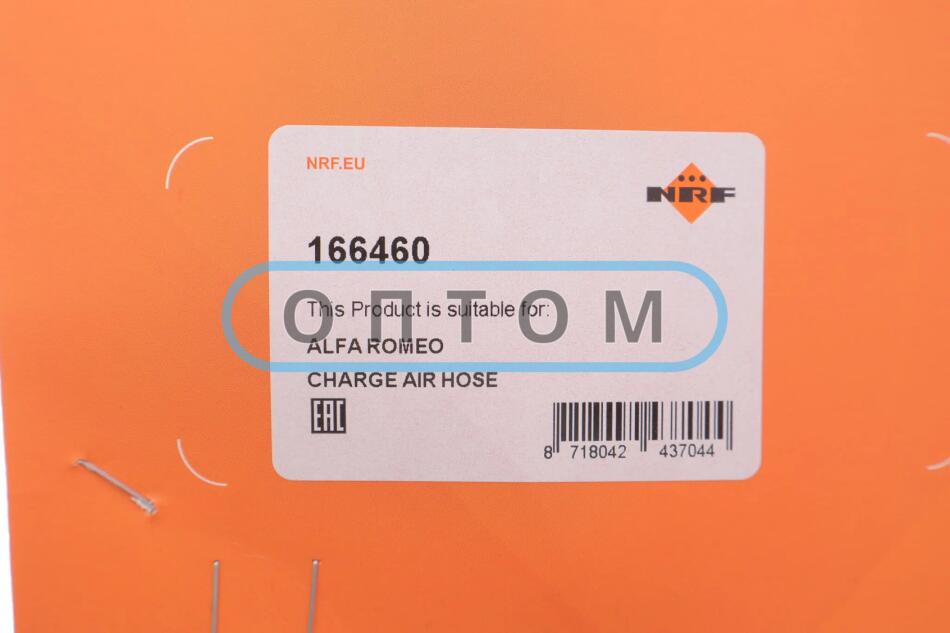 NRF.EU
NRF
166460
This Product is suitable for:
ОПТОМ
ALFA ROMEO
CHARGE AIR HOSE
EAC
8 718042 437044